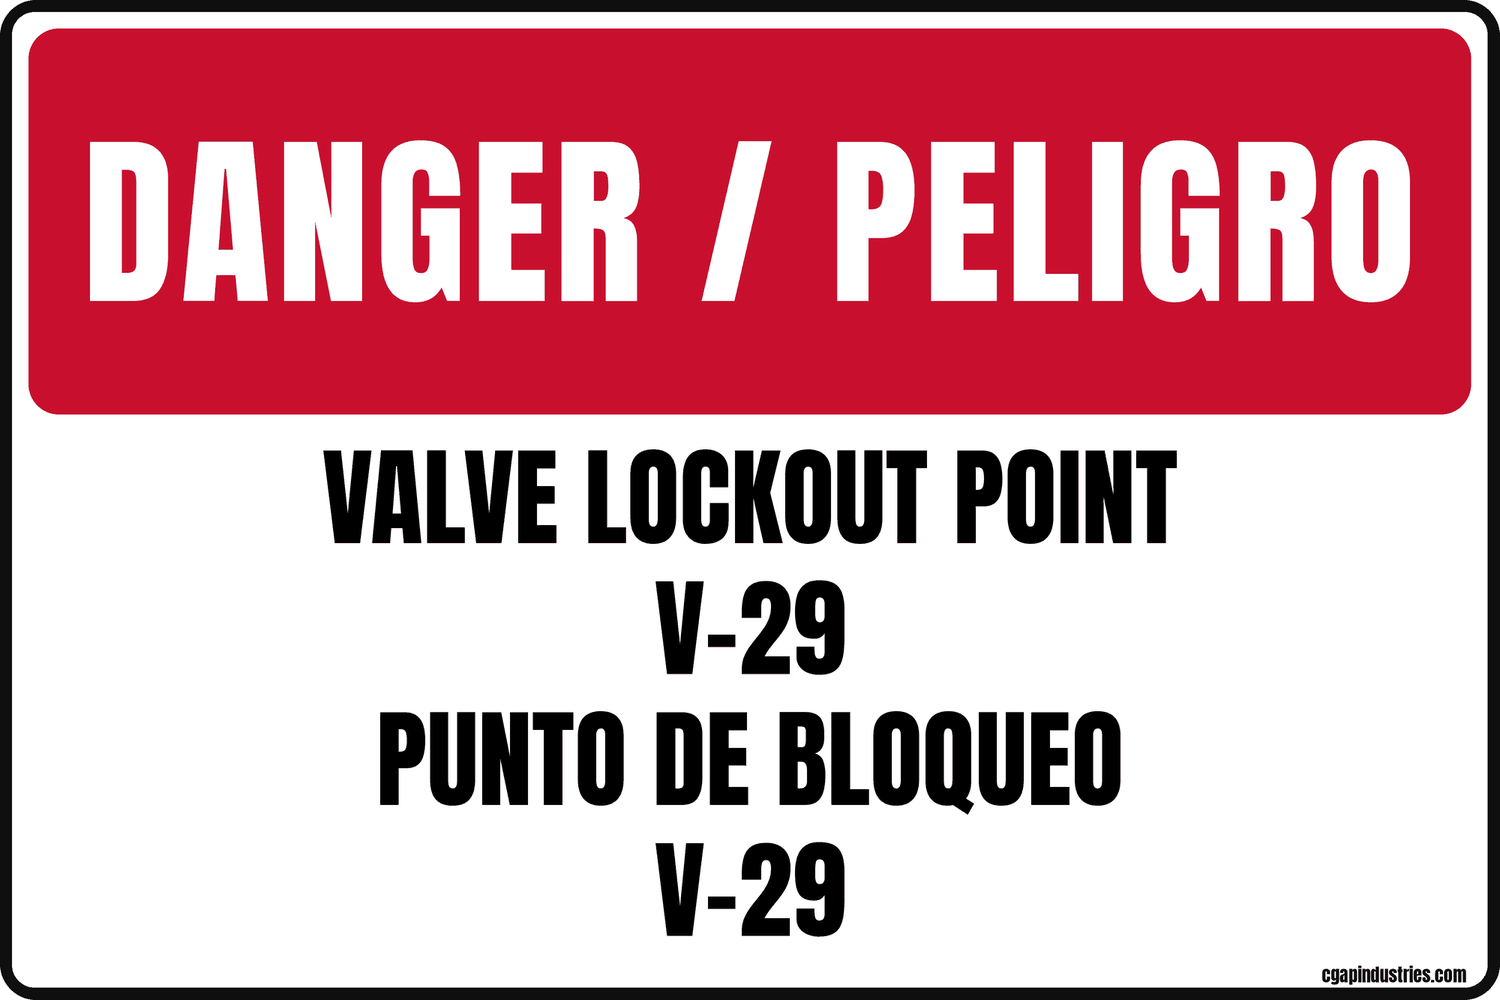 DANGER / PELIGRO
VALVE LOCKOUT POINT
V-29
PUNTO DE BLOQUEO
V-29
cgapindustries.com